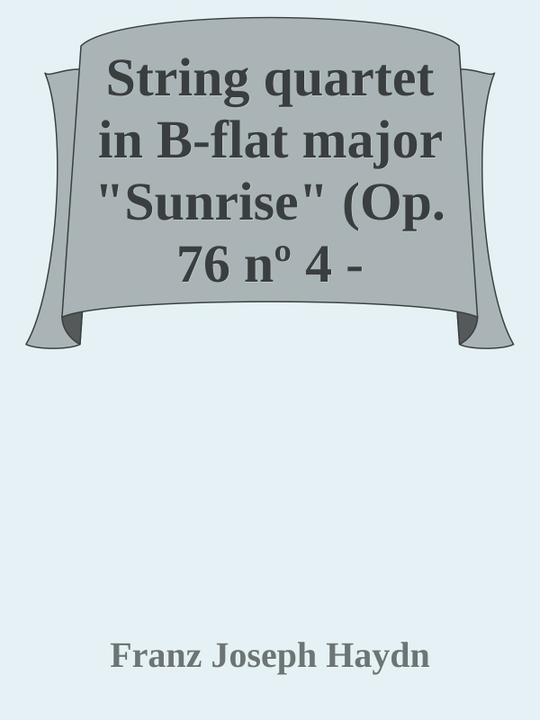 String quartet
in B-flat major
"Sunrise" (Op.
76 nº 4 -
Franz Joseph Haydn